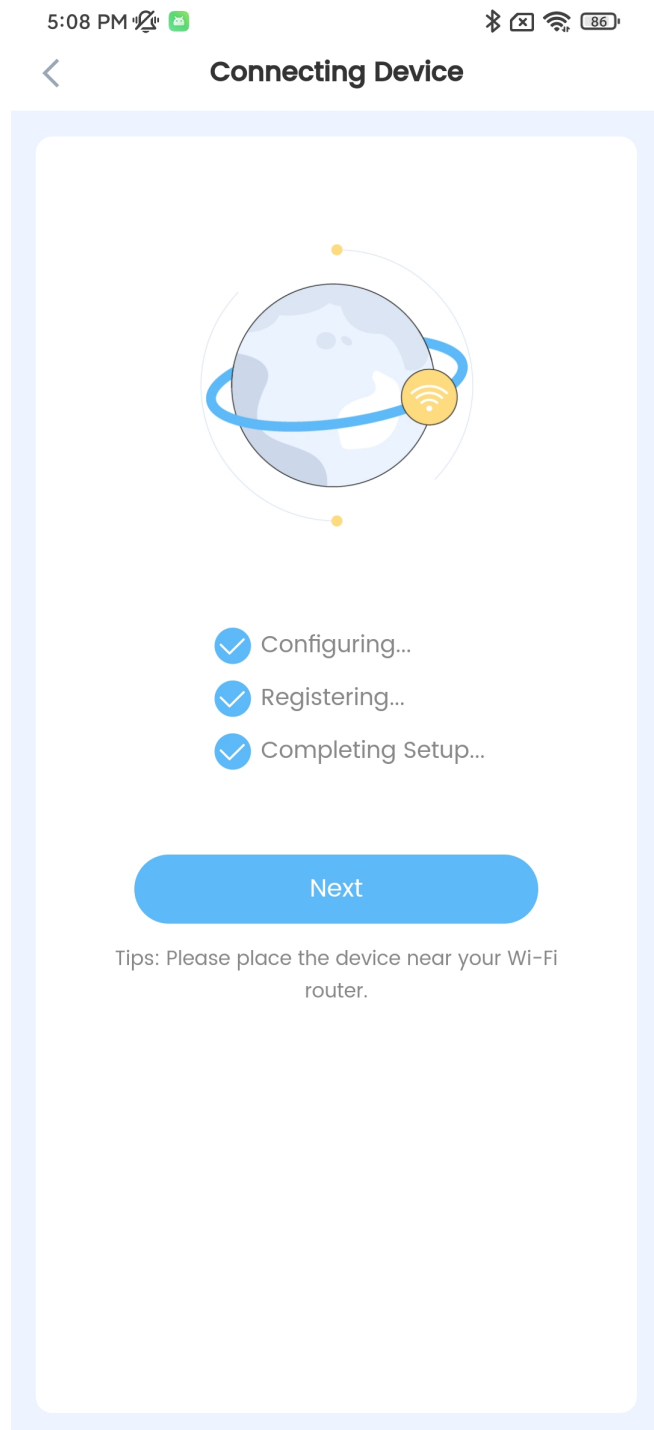 5:08 PM
86
Connecting Device
Configuring...
Registering...
Completing Setup...
Next
Tips: Please place the device near your Wi-Fi
router.